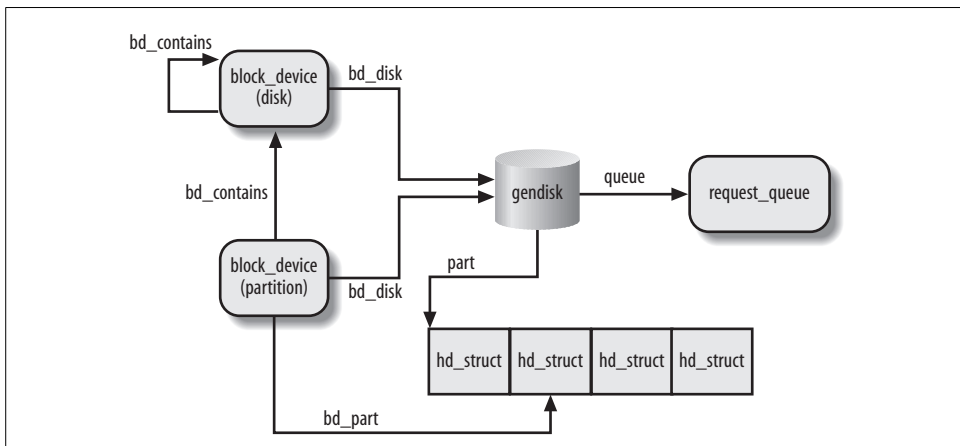 bd_contains
block_device
(disk)
bd_disk
bd_contains
gendisk
queue
request_queue
block_device
(partition)
bd_disk
part
hd_struct
hd_struct
hd_struct
hd_struct
bd_part